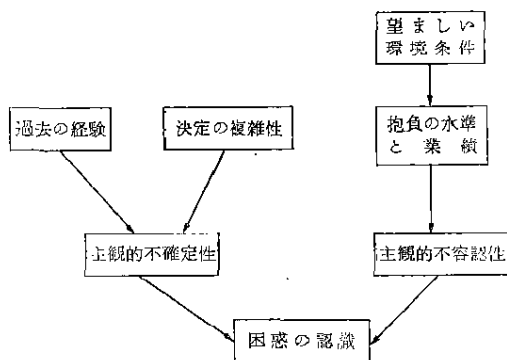 望ましい
環境条件
過去の経験
決定の複雑性
抱負の水準
と業績
主観的不確定性
主観的不容認性
困惑の認識